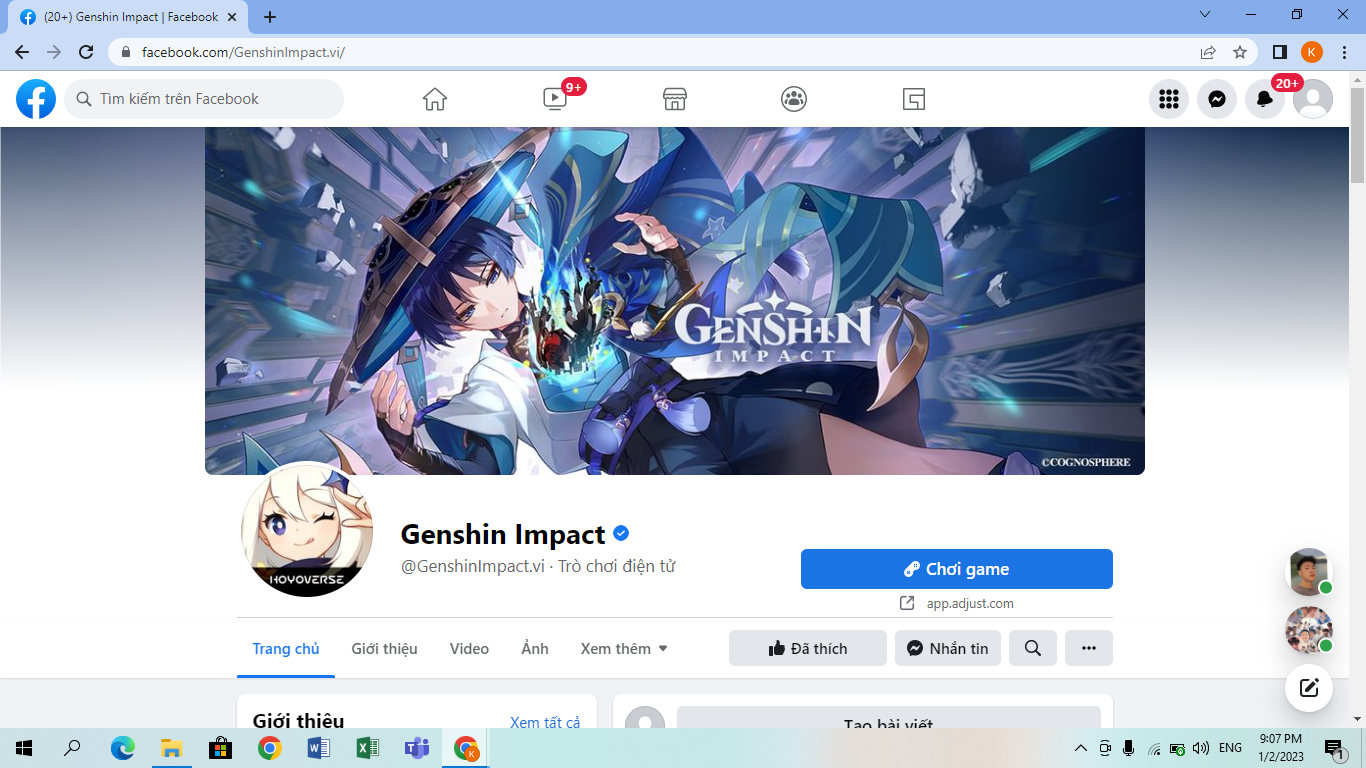 (20+) Genshin Impact | Facebook
facebook.com/GenshinImpact.vi/
K
Tìm kiếm trên Facebook
9+
20+
GENSHIN
IMPACT
©COGNOSPHERE
HOYOVERSE
Genshin Impact
@GenshinImpact.vi · Trò chơi điện tử
Chơi game
app.adjust.com
Trang chủ
Giới thiệu
Video
Ảnh
Xem thêm
Đã thích
Nhắn tin
Giới thiệu
Xem tất cả
Tạo bài viết
K
ENG
9:07 PM
1/2/2023
1